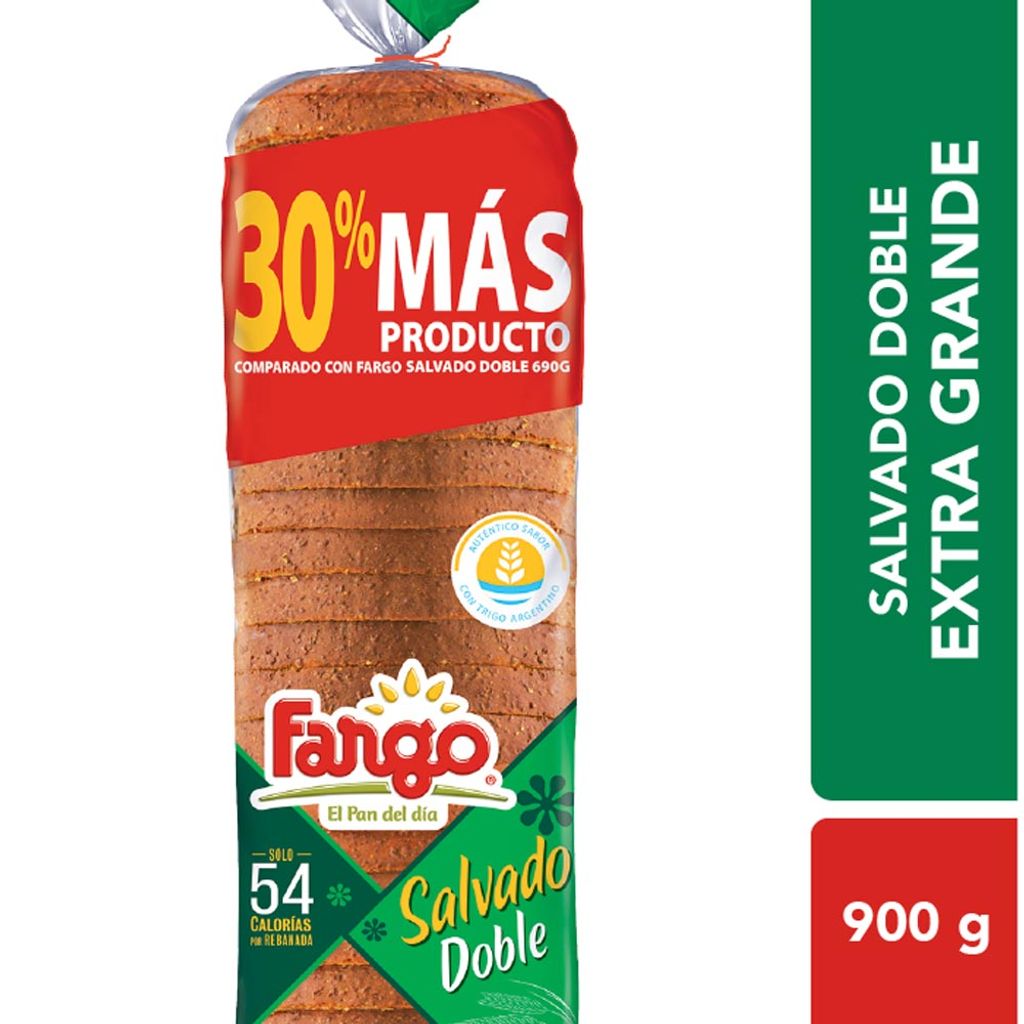 30% MÁS
PRODUCTO
COMPARADO CON FARGO SALVADO DOBLE 690G
AUTÉNTICO SABOR
CON TRIGO ARGENTINO
Fargo®
El Pan del día
SOLO
54
CALORÍAS
POR REBANADA
Salvado
Doble
SALVADO DOBLE
EXTRA GRANDE
900 g